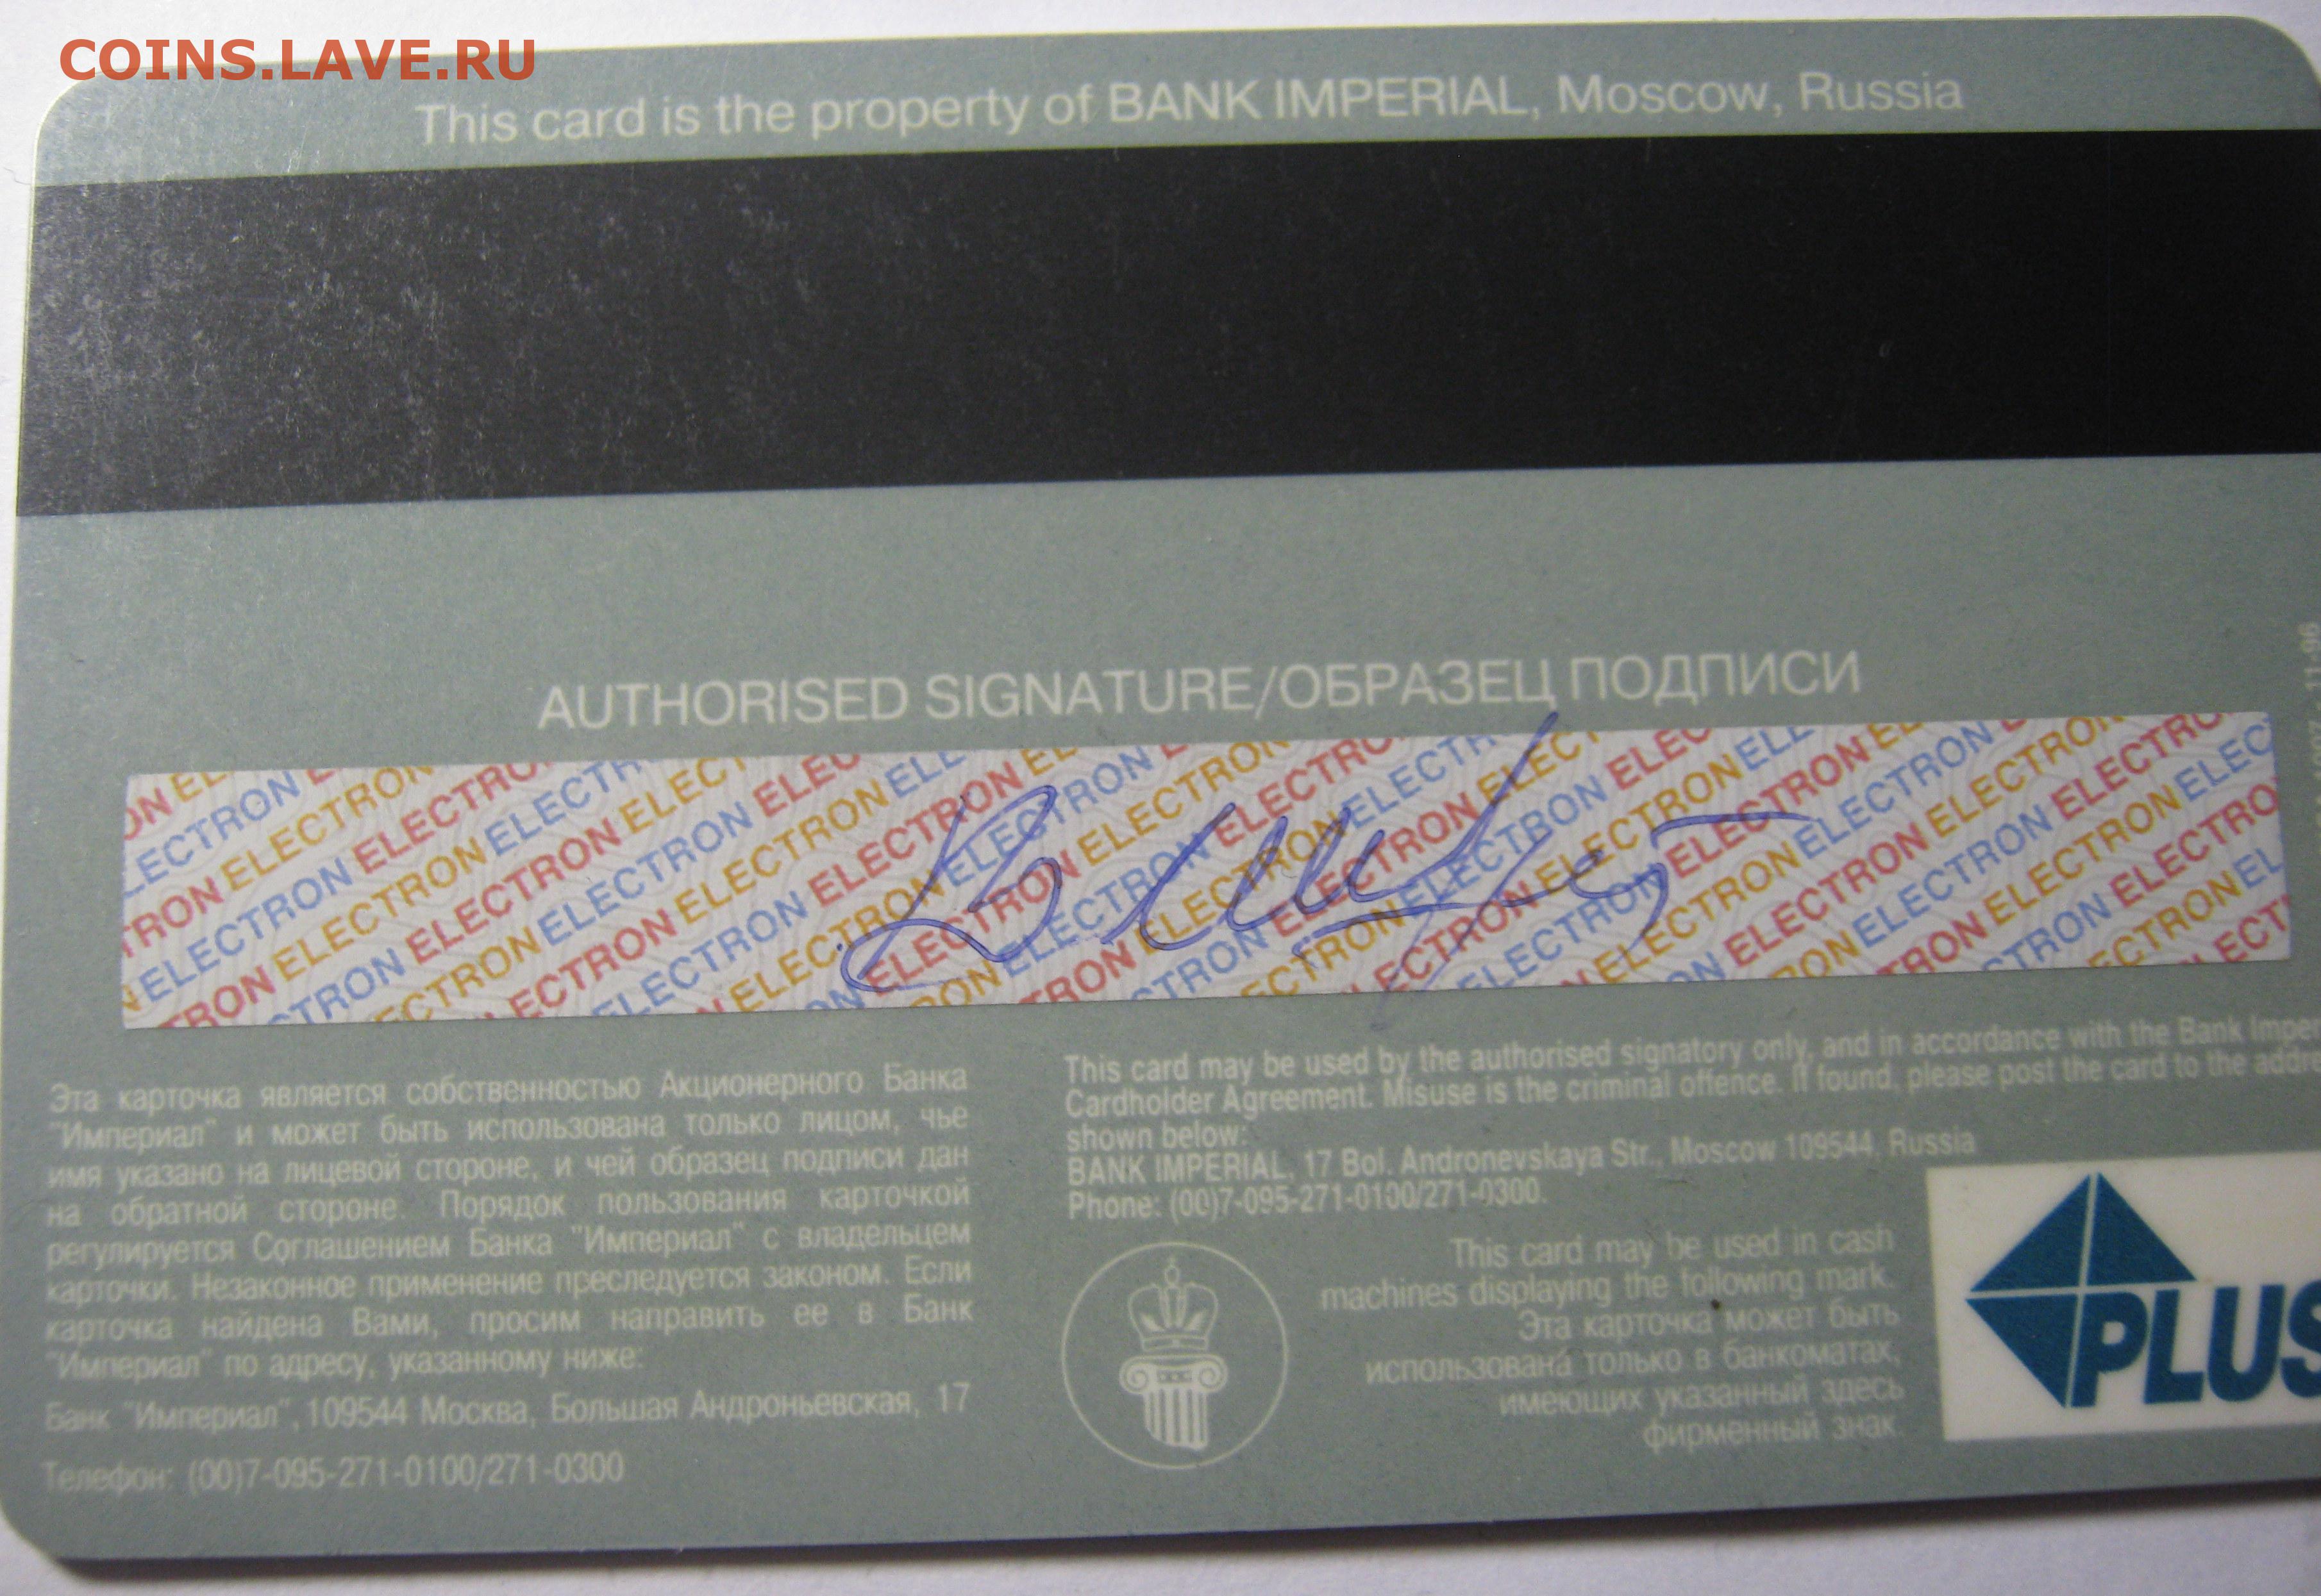 COINS.LAVE.RU
This card is the property of BANK IMPERIAL, Moscow, Russia
AUTHORISED SIGNATURE/ОБРАЗЕЦ ПОДПИСИ
ELECTRON ELECTRON ELECTRON ELECTRON
Эта карточка является собственностью Акционерного Банка
"Империал" и может быть использована только лицом, чье
имя указано на лицевой стороне, и чей образец подписи дан
на обратной стороне. Порядок пользования карточкой
регулируется Соглашением Банка "Империал" с владельцем
карточки. Незаконное применение преследуется законом. Если
карточка найдена Вами, просим направить ее в Банк
"Империал" по адресу, указанному ниже:
Банк "Империал", 109544 Москва, Большая Андроньевская, 17
Телефон: (00)7-095-271-0100/271-0300
This card may be used by the authorised signatory only, and in accordance with the Bank Imper
Cardholder Agreement. Misuse is the criminal offence. If found, please post the card to the addre
shown below:
BANK IMPERIAL, 17 Bol. Andronevskaya Str., Moscow 109544, Russia
Phone: (00)7-095-271-0100/271-0300.
This card may be used in cash
machines displaying the following mark.
Эта карточка может быть
использована только в банкоматах,
имеющих указанный здесь
фирменный знак.
PLUS